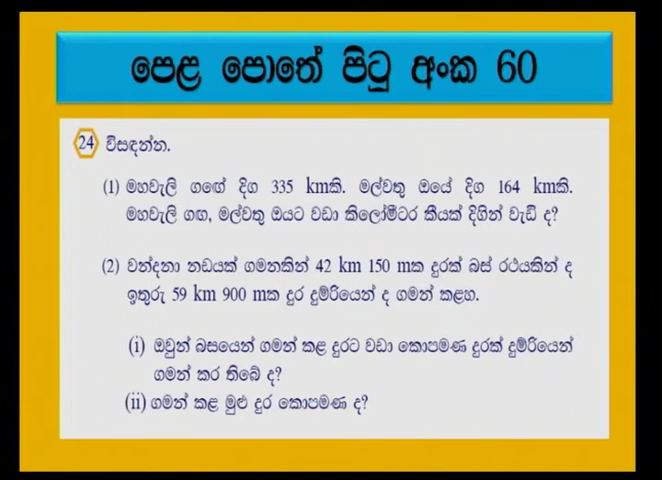 පෙළ පොතේ පිටු අංක 60
24 විසඳන්න.
(1) මහවැලි ගඟේ දිග 335 kmකි. මල්වතු ඔයේ දිග 164 kmකි.
මහවැලි ගඟ, මල්වතු ඔයට වඩා කිලෝමීටර කීයක් දිගින් වැඩි ද?
(2) වන්දනා නඩයක් ගමනකින් 42 km 150 mක දුරක් බස් රථයකින් ද
ඉතුරු 59 km 900 mක දුර දුම්රියෙන් ද ගමන් කළහ.
(i) ඔවුන් බසයෙන් ගමන් කළ දුරට වඩා කොපමණ දුරක් දුම්රියෙන්
ගමන් කර තිබේ ද?
(ii) ගමන් කළ මුළු දුර කොපමණ ද?